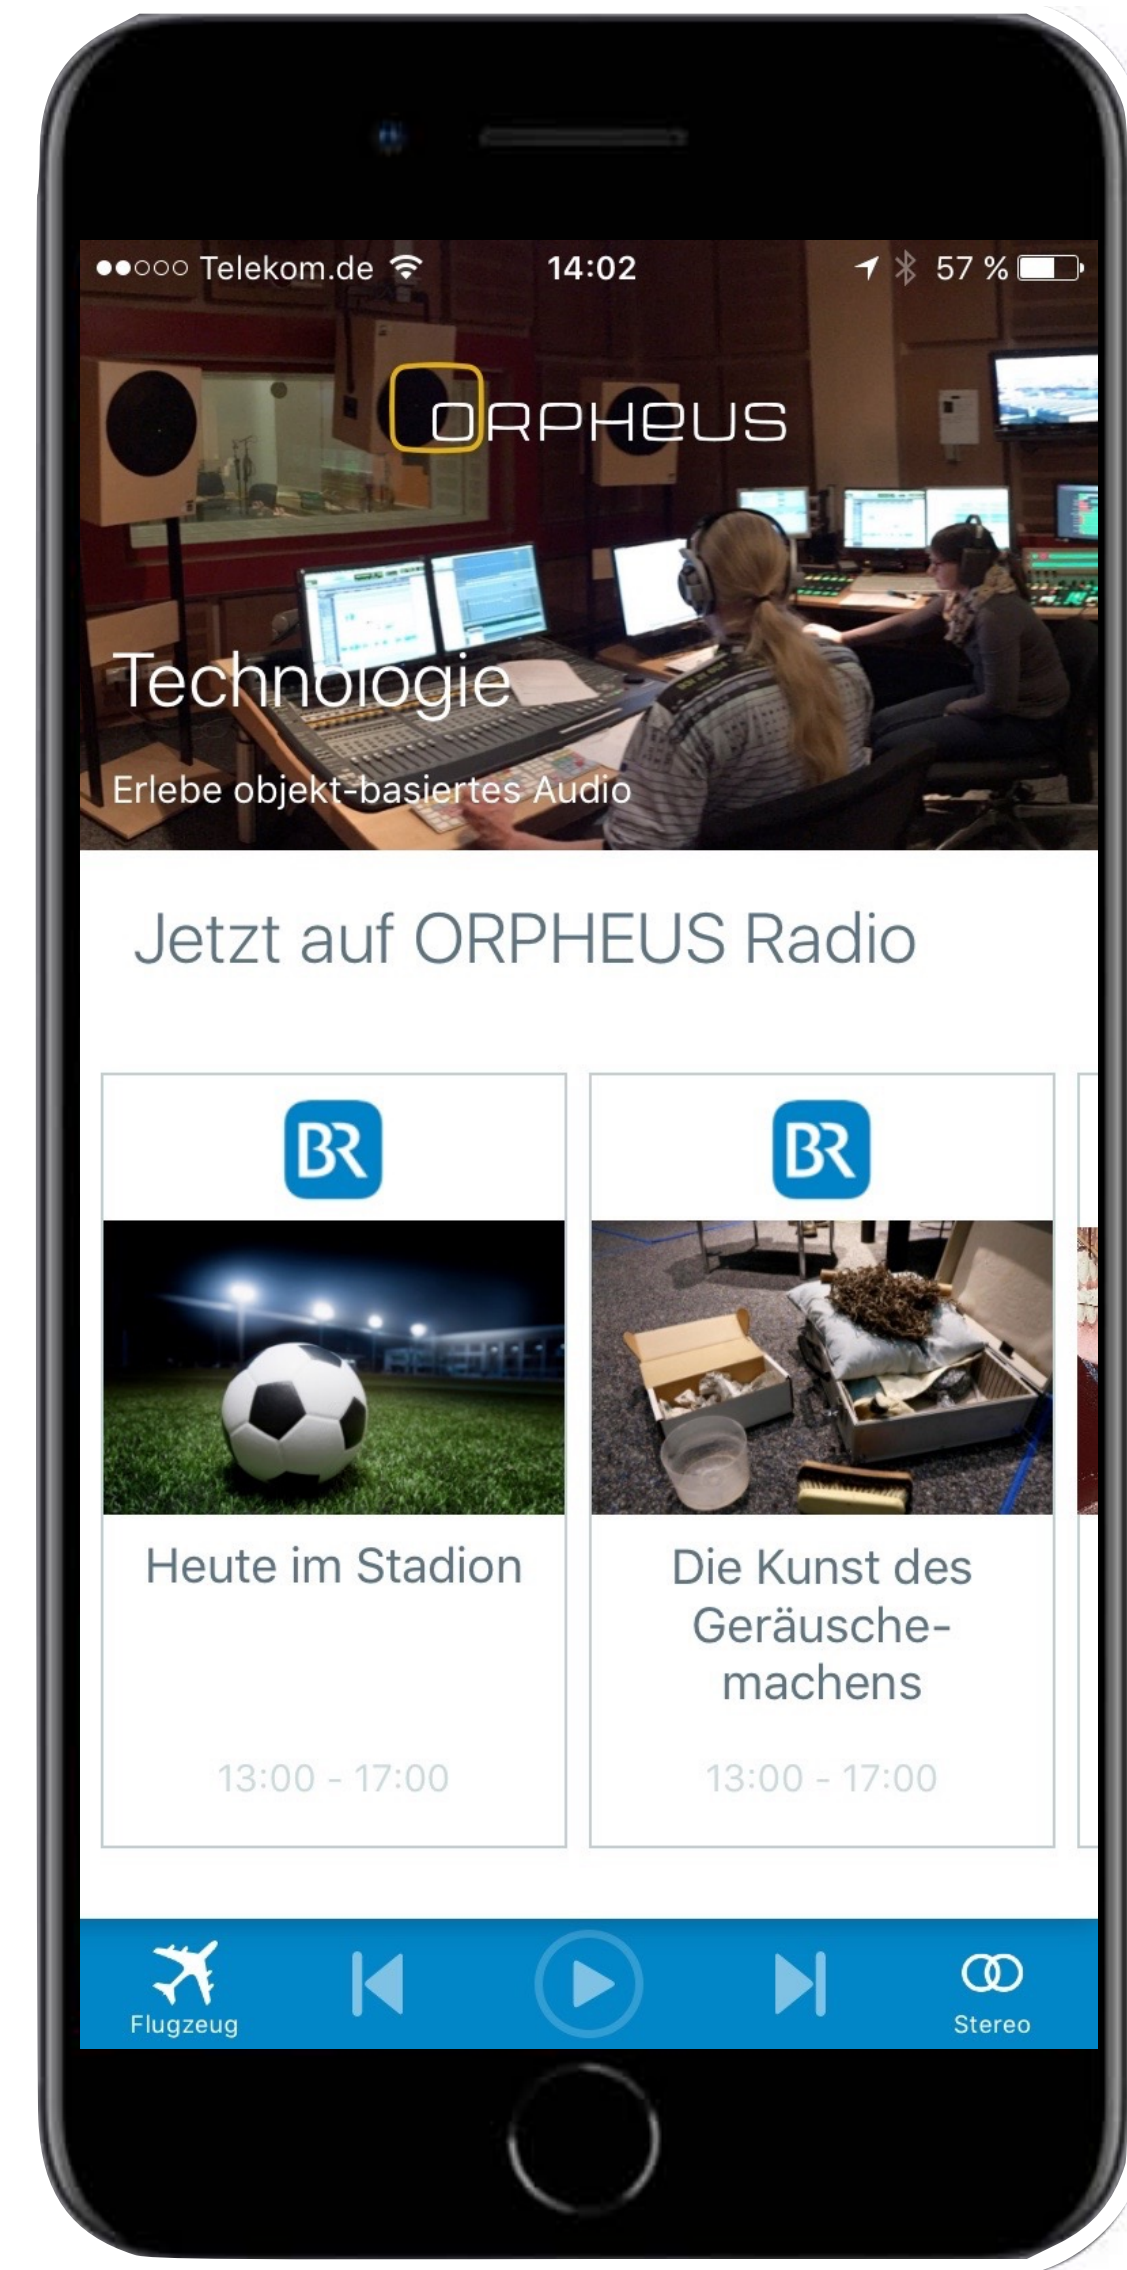 Telekom.de 14:02 57 %
ORPHEUS
Technologie
Erlebe objekt-basiertes Audio
Jetzt auf ORPHEUS Radio
BR BR
Heute im Stadion
Die Kunst des
Geräusche-
machens
13:00 - 17:00 13:00 - 17:00
Flugzeug Stereo